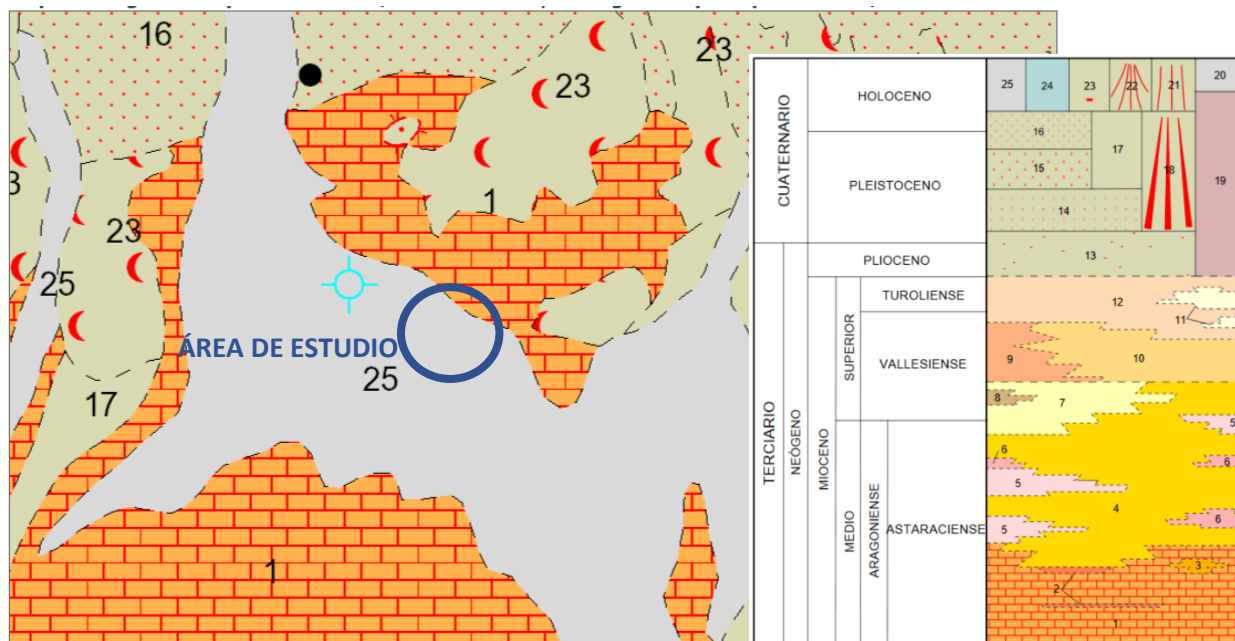 16
23
23
1
3
23
25
ÁREA DE ESTUDIO
25
17
1
CUATERNARIO
HOLOCENO
PLEISTOCENO
TERCIARIO
NEÓGENO
PLIOCENO
MIOCENO
SUPERIOR
TUROLIENSE
VALLESIENSE
MEDIO
ARAGONIENSE
ASTARACIENSE
25 24 23 22 21 20
16
17
15
18
19
14
13
12
11
9 10
8
7
5
6
6
5
4
5
6
3
2
1